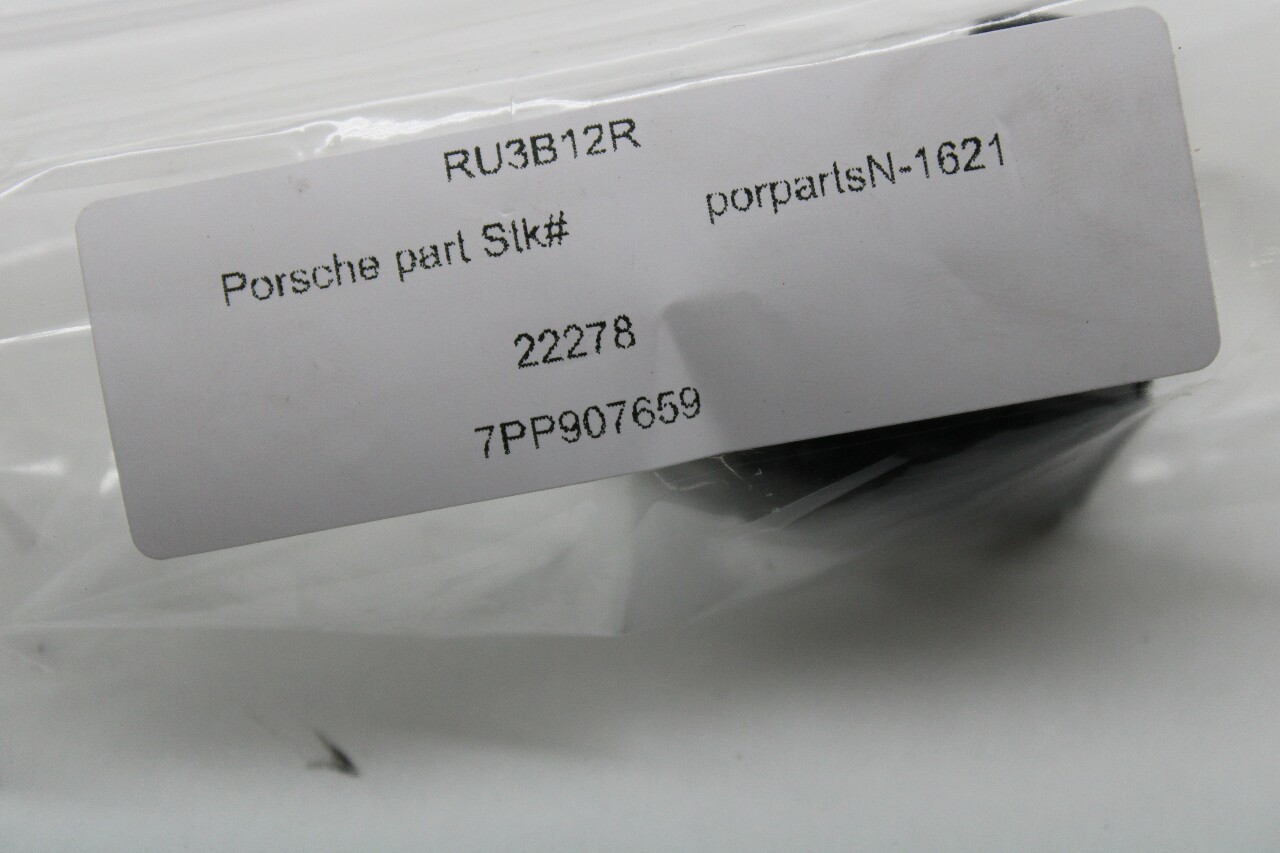 RU3B12R
Porsche part Stk# porpartsN-1621
22278
7PP907659